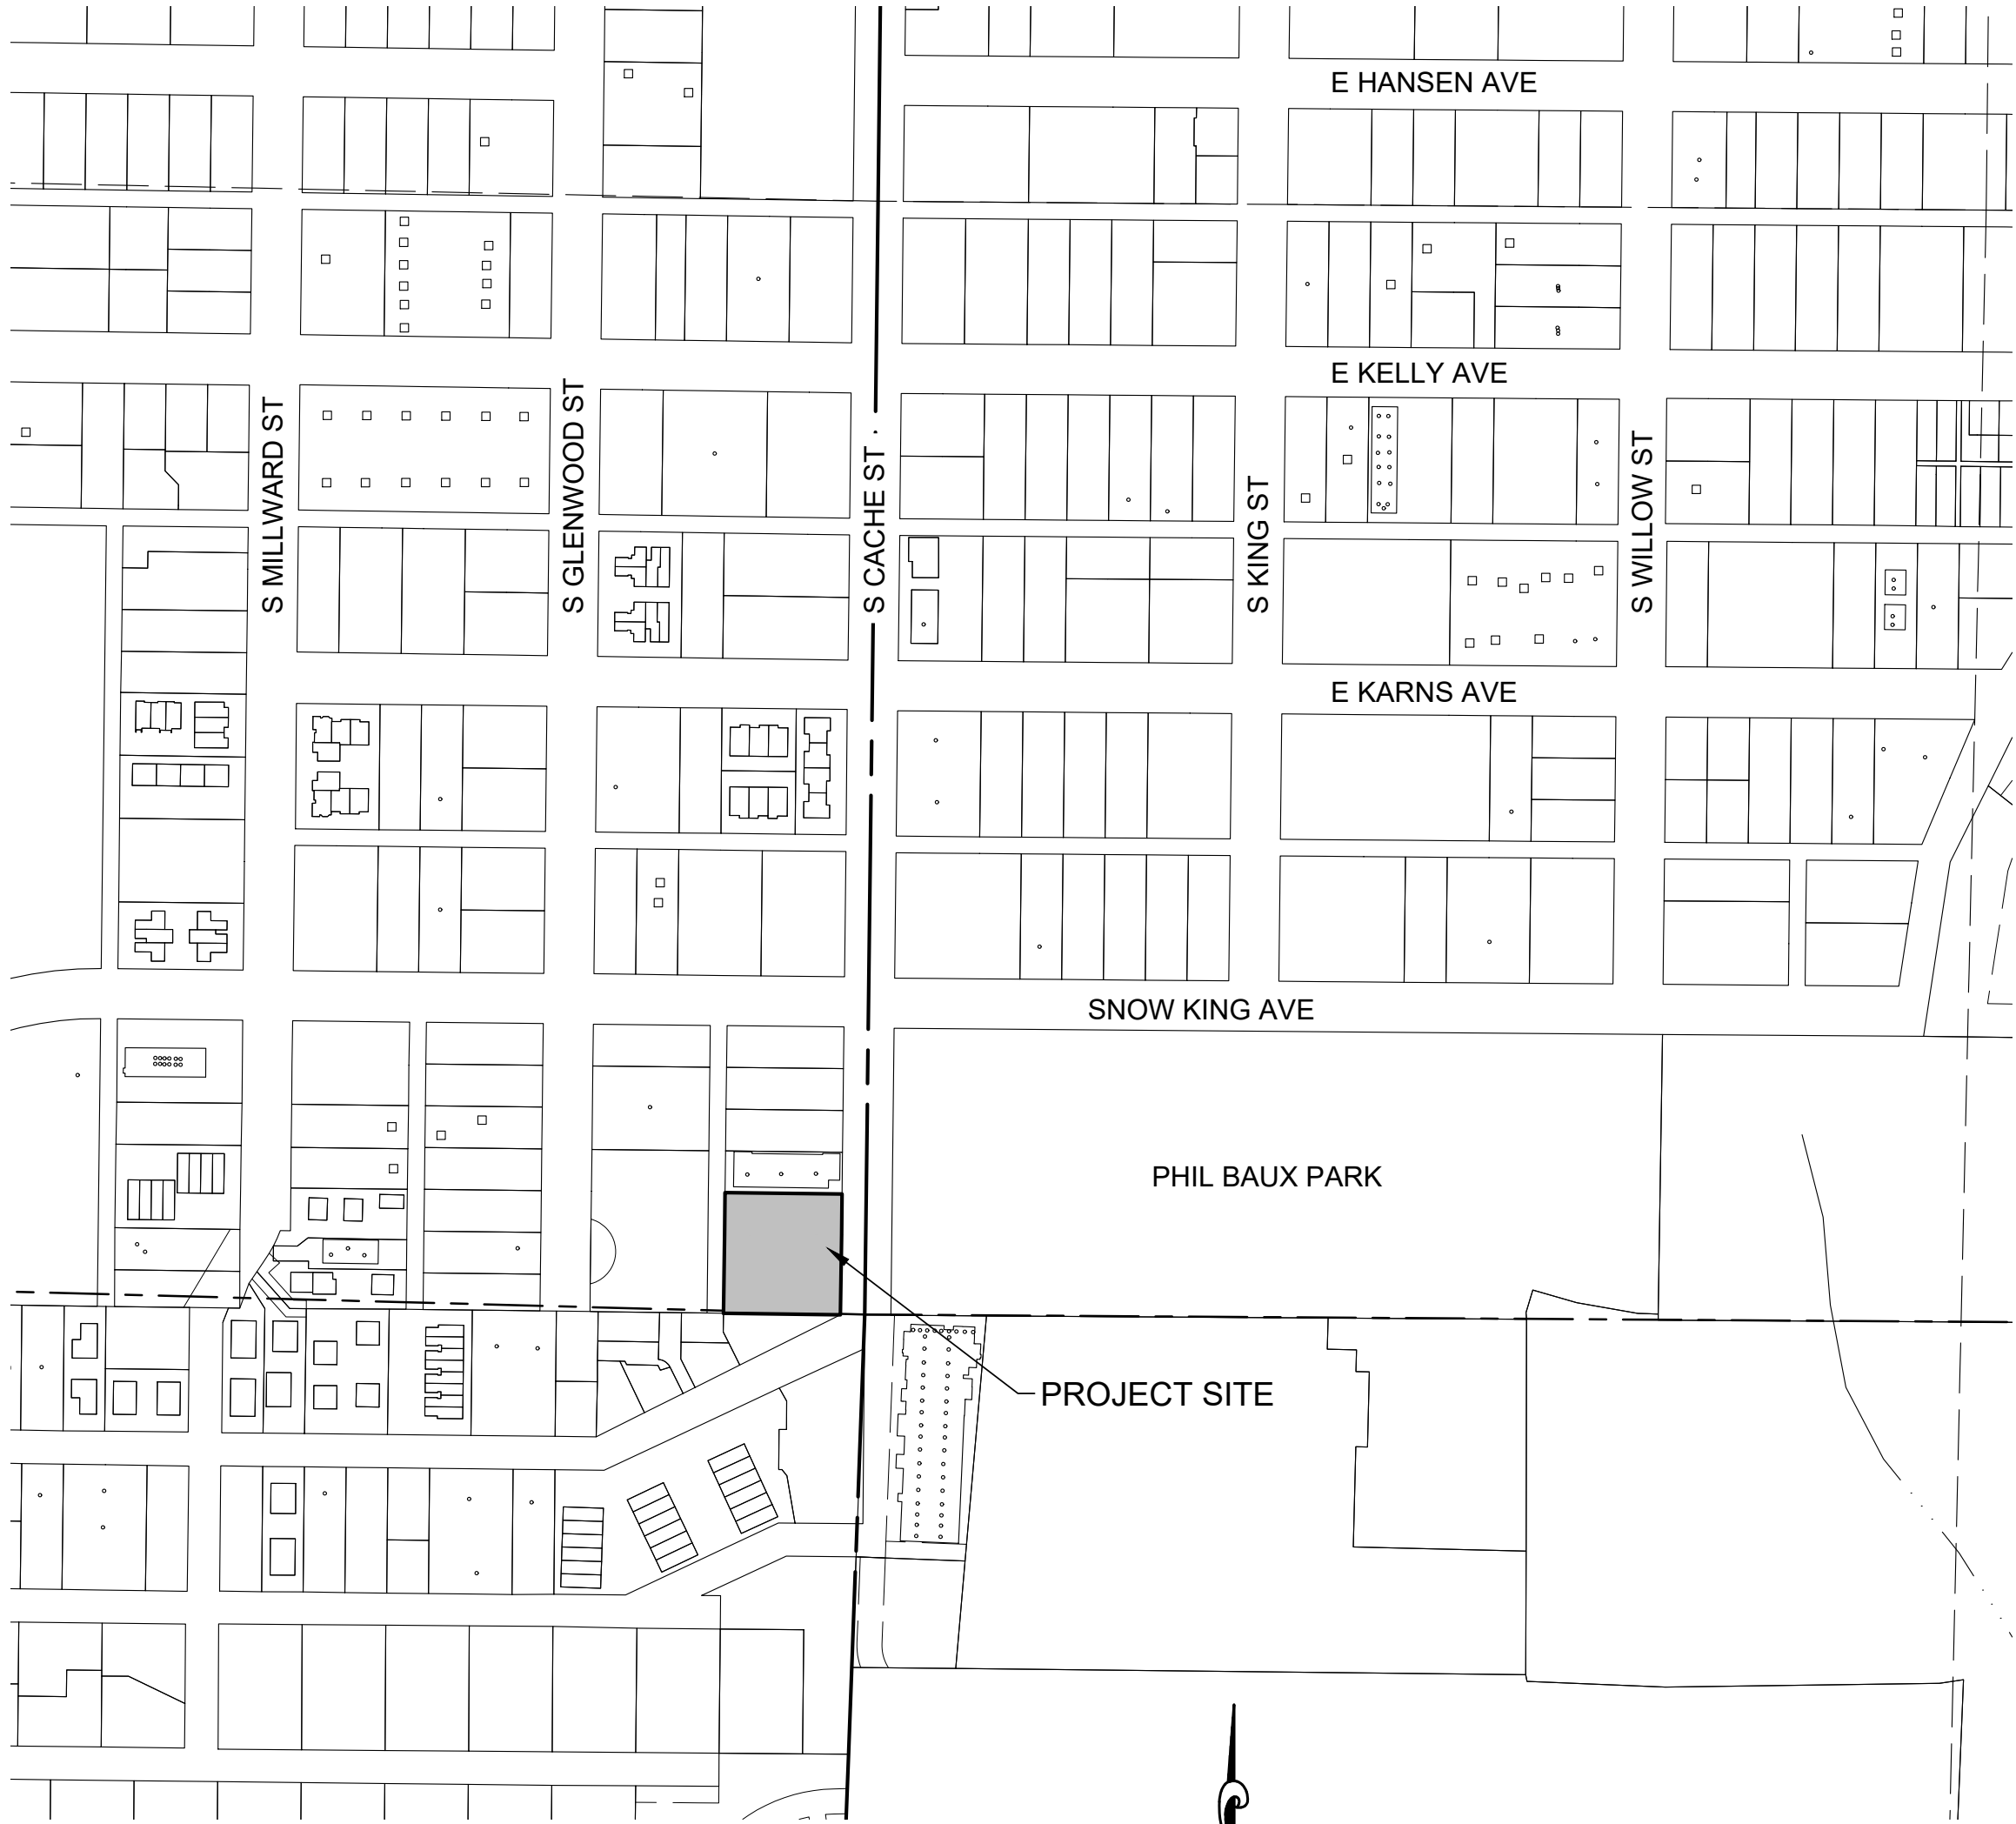 E HANSEN AVE
E KELLY AVE
S MILLWARD ST
S GLENWOOD ST
S CACHE ST
S KING ST
S WILLOW ST
E KARNS AVE
SNOW KING AVE
PHIL BAUX PARK
PROJECT SITE